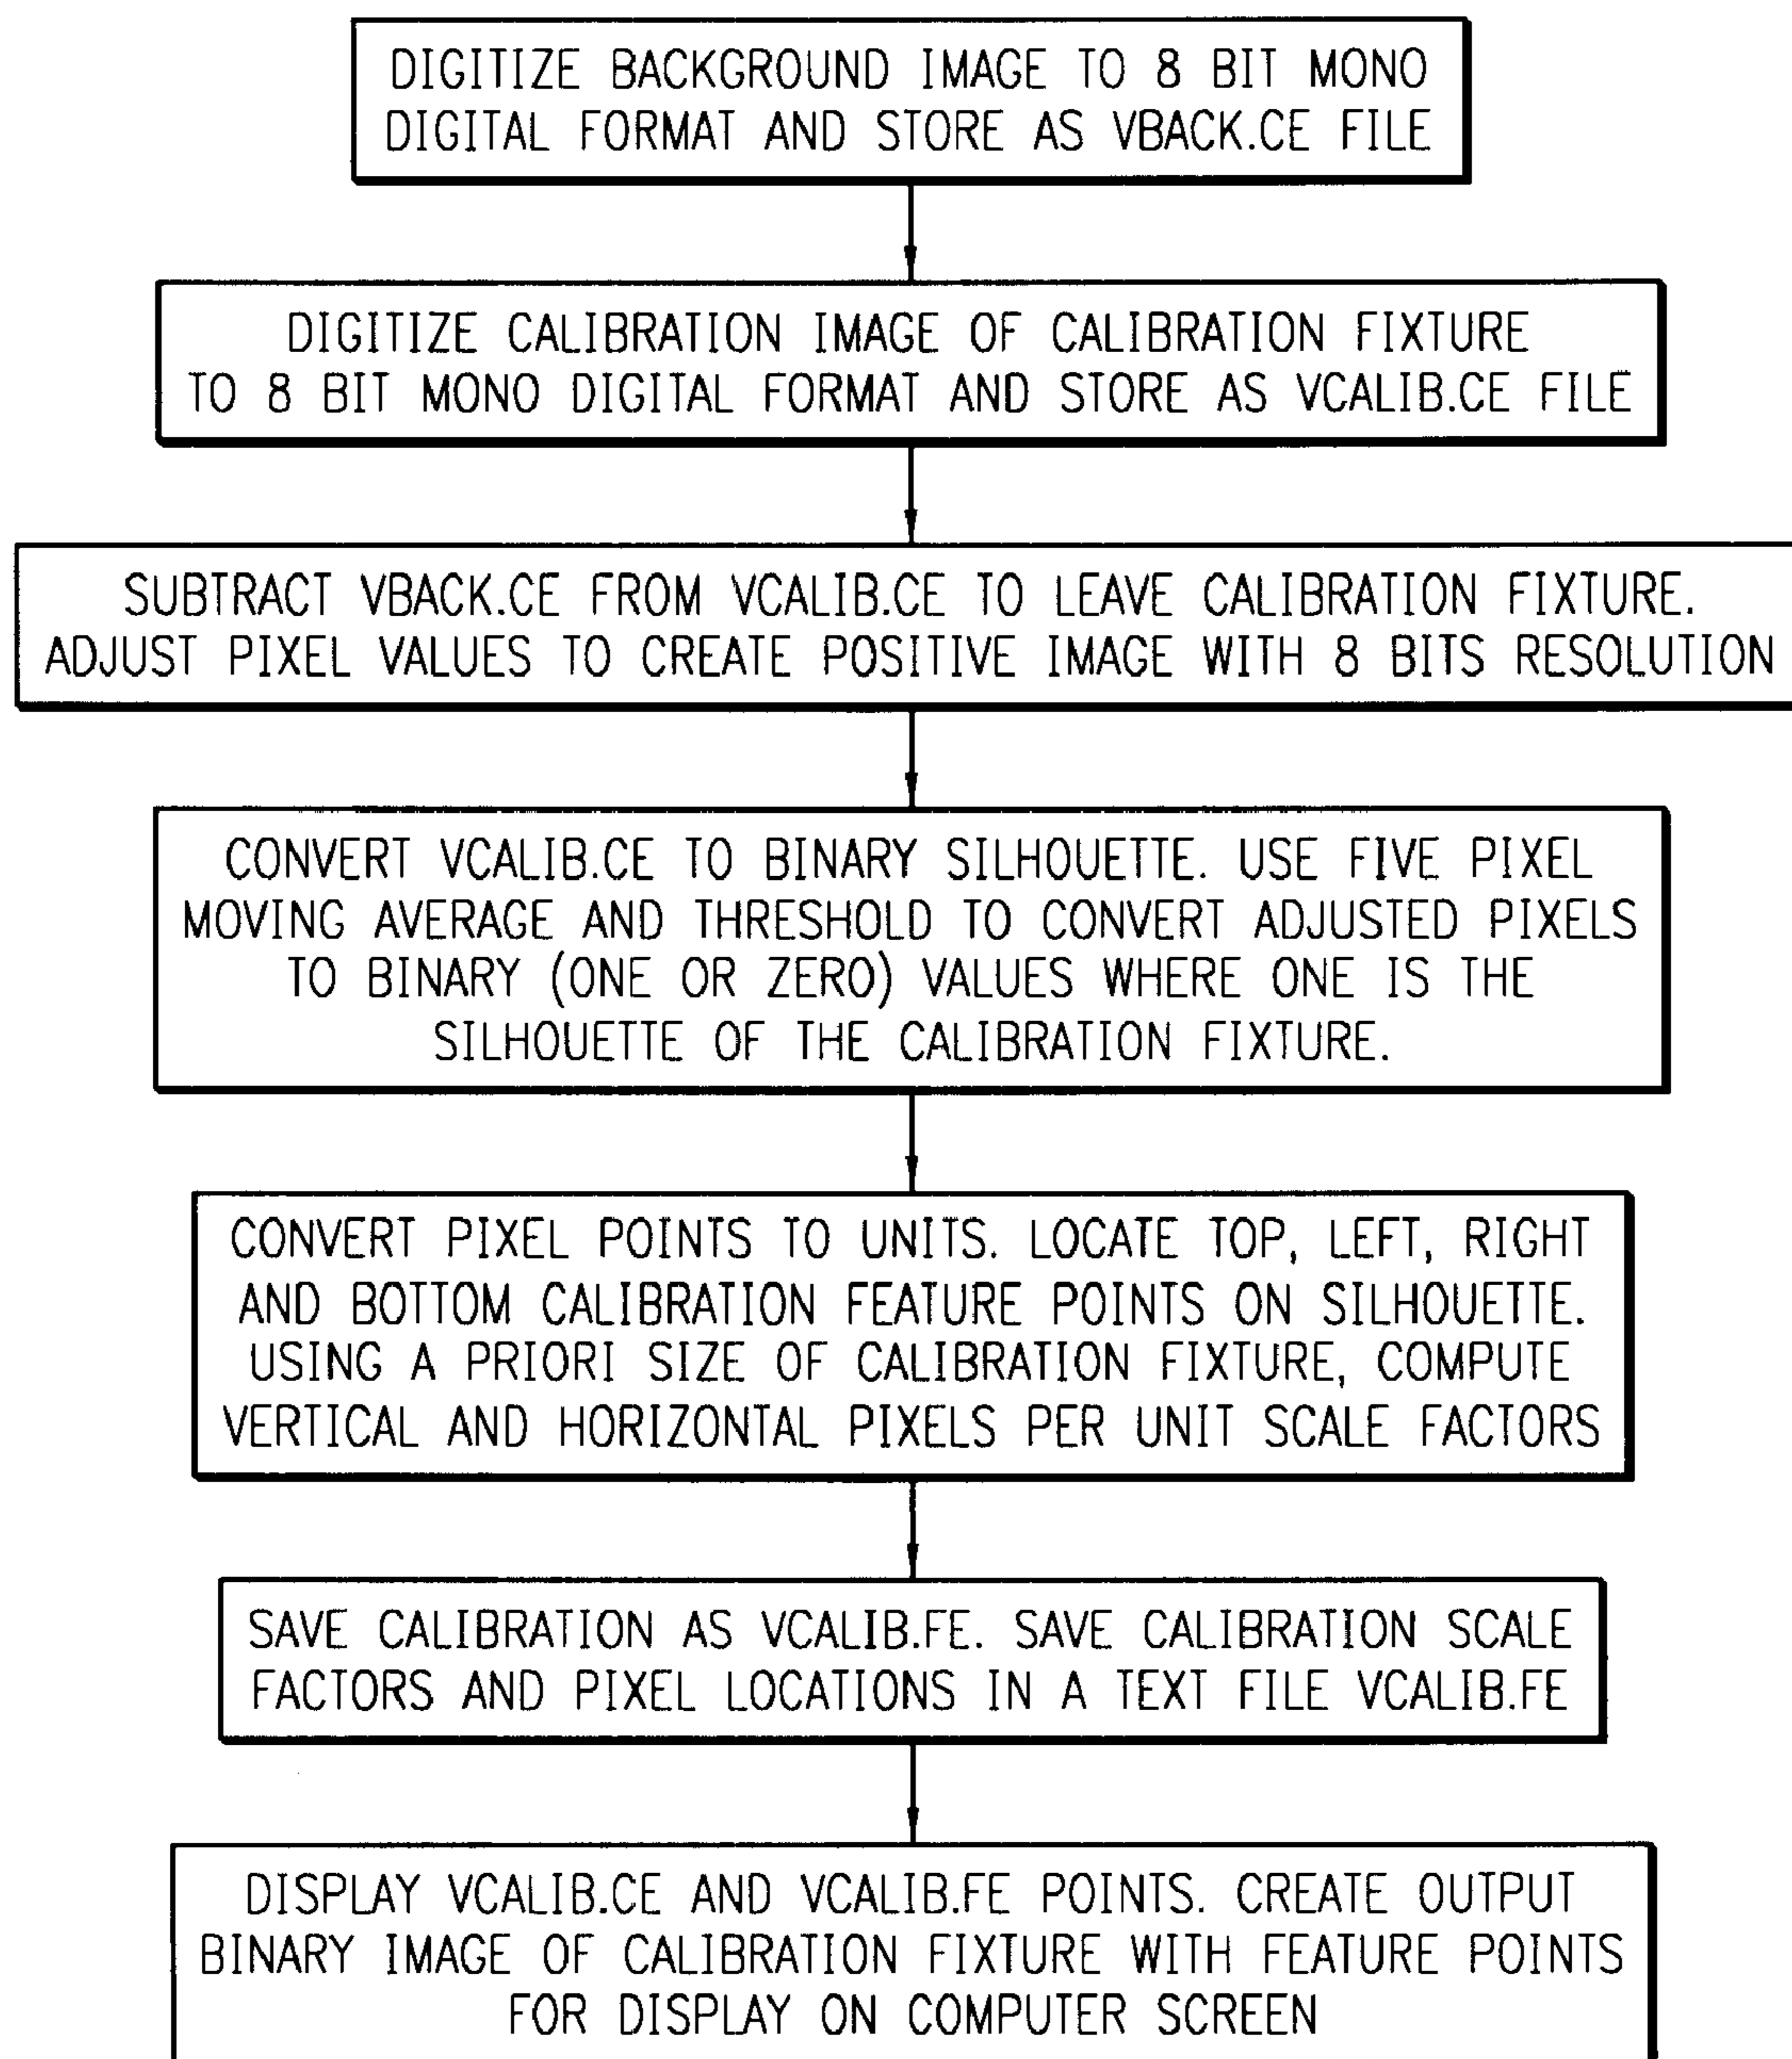 DIGITIZE BACKGROUND IMAGE TO 8 BIT MONO
DIGITAL FORMAT AND STORE AS VBACK.CE FILE
DIGITIZE CALIBRATION IMAGE OF CALIBRATION FIXTURE
TO 8 BIT MONO DIGITAL FORMAT AND STORE AS VCALIB.CE FILE
SUBTRACT VBACK.CE FROM VCALIB.CE TO LEAVE CALIBRATION FIXTURE.
ADJUST PIXEL VALUES TO CREATE POSITIVE IMAGE WITH 8 BITS RESOLUTION
CONVERT VCALIB.CE TO BINARY SILHOUETTE. USE FIVE PIXEL
MOVING AVERAGE AND THRESHOLD TO CONVERT ADJUSTED PIXELS
TO BINARY (ONE OR ZERO) VALUES WHERE ONE IS THE
SILHOUETTE OF THE CALIBRATION FIXTURE.
CONVERT PIXEL POINTS TO UNITS. LOCATE TOP, LEFT, RIGHT
AND BOTTOM CALIBRATION FEATURE POINTS ON SILHOUETTE.
USING A PRIORI SIZE OF CALIBRATION FIXTURE, COMPUTE
VERTICAL AND HORIZONTAL PIXELS PER UNIT SCALE FACTORS
SAVE CALIBRATION AS VCALIB.FE. SAVE CALIBRATION SCALE
FACTORS AND PIXEL LOCATIONS IN A TEXT FILE VCALIB.FE
DISPLAY VCALIB.CE AND VCALIB.FE POINTS. CREATE OUTPUT
BINARY IMAGE OF CALIBRATION FIXTURE WITH FEATURE POINTS
FOR DISPLAY ON COMPUTER SCREEN